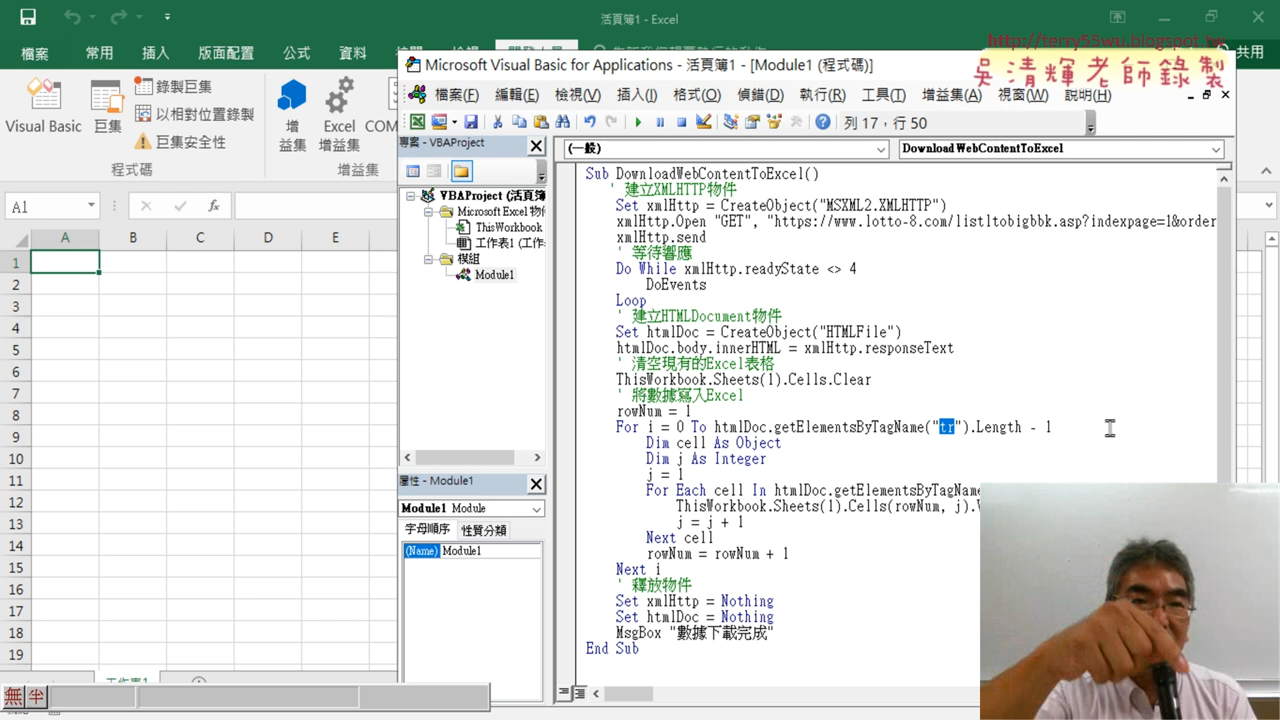 活頁簿1 - Excel
http://terry55wu.blogspot.tw
吳清輝老師錄製
檔案 常用 插入 版面配置 公式 資料
共用
Visual Basic
巨集
錄製巨集
以相對位置錄製
巨集安全性
程式碼
增益集
Excel 增益集
COM
增益集
A1
fx
A B C D E
1
2
3
4
5
6
7
8
9
10
11
12
13
14
15
16
17
18
19
工作表1
無 半
Microsoft Visual Basic for Applications - 活頁簿1 - [Module1 (程式碼)]
檔案(F) 編輯(E) 檢視(V) 插入(I) 格式(O) 偵錯(D) 執行(R) 工具(T) 增益集(A) 視窗(W) 說明(H)
列 17，行 50
專案 - VBAProject
VBAProject (活頁簿
Microsoft Excel 物件
ThisWorkbook
工作表1 (工作
模組
Module1
屬性 - Module1
Module1 Module
字母順序 性質分類
(Name) Module1
(一般)
DownloadWebContentToExcel
Sub DownloadWebContentToExcel()
' 建立XMLHTTP物件
Set xmlHttp = CreateObject("MSXML2.XMLHTTP")
xmlHttp.Open "GET", "https://www.lotto-8.com/listltobigbbk.asp?indexpage=1&order
xmlHttp.send
' 等待響應
Do While xmlHttp.readyState <> 4
DoEvents
Loop
' 建立HTMLDocument物件
Set htmlDoc = CreateObject("HTMLFile")
htmlDoc.body.innerHTML = xmlHttp.responseText
' 清空現有的Excel表格
ThisWorkbook.Sheets(1).Cells.Clear
' 將數據寫入Excel
rowNum = 1
For i = 0 To htmlDoc.getElementsByTagName("tr").Length - 1
Dim cell As Object
Dim j As Integer
j = 1
For Each cell In htmlDoc.getElementsByTagName
ThisWorkbook.Sheets(1).Cells(rowNum, j).V
j = j + 1
Next cell
rowNum = rowNum + 1
Next i
' 釋放物件
Set xmlHttp = Nothing
Set htmlDoc = Nothing
MsgBox "數據下載完成"
End Sub